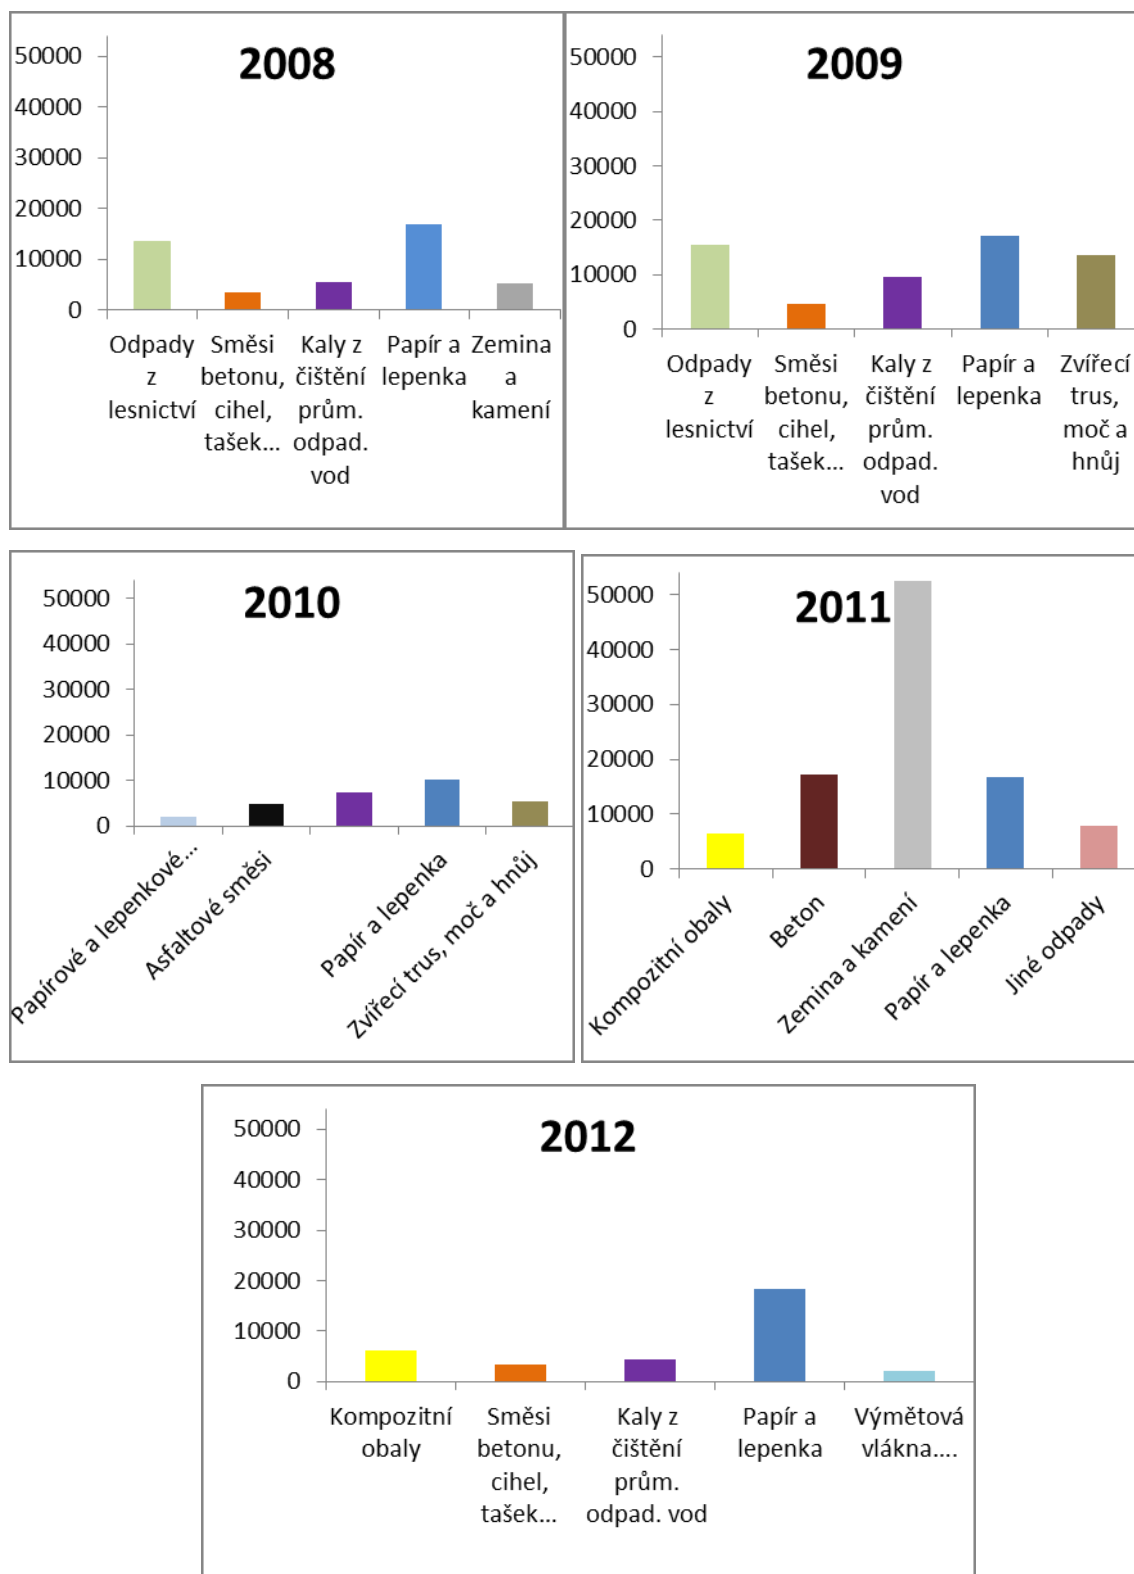 2008
50000
40000
30000
20000
10000
0
Odpady
z
lesnictví
Směsi
betonu,
cihel,
tašek...
Kaly z
čištění
prům.
odpad.
vod
Papír a
lepenka
Zemina
a
kamení
2009
50000
40000
30000
20000
10000
0
Odpady
z
lesnictví
Směsi
betonu,
cihel,
tašek...
Kaly z
čištění
prům.
odpad.
vod
Papír a
lepenka
Zvířecí
trus,
moč a
hnůj
2010
50000
40000
30000
20000
10000
0
Papírové a lepenkové...
Asfaltové směsi
Papír a lepenka
Zvířecí trus, moč a hnůj
2011
50000
40000
30000
20000
10000
0
Kompozitní obaly
Beton
Zemina a kamení
Papír a lepenka
Jiné odpady
2012
50000
40000
30000
20000
10000
0
Kompozitní
obaly
Směsi
betonu,
cihel,
tašek...
Kaly z
čištění
prům.
odpad. vod
Papír a
lepenka
Výmětová
vlákna....